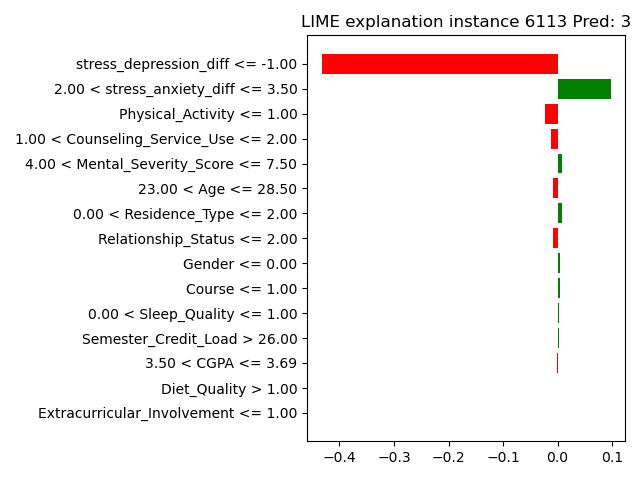 LIME explanation instance 6113 Pred: 3
stress_depression_diff <= -1.00
2.00 < stress_anxiety_diff <= 3.50
Physical_Activity <= 1.00
1.00 < Counseling_Service_Use <= 2.00
4.00 < Mental_Severity_Score <= 7.50
23.00 < Age <= 28.50
0.00 < Residence_Type <= 2.00
Relationship_Status <= 2.00
Gender <= 0.00
Course <= 1.00
0.00 < Sleep_Quality <= 1.00
Semester_Credit_Load > 26.00
3.50 < CGPA <= 3.69
Diet_Quality > 1.00
Extracurricular_Involvement <= 1.00
−0.4 −0.3 −0.2 −0.1 0.0 0.1